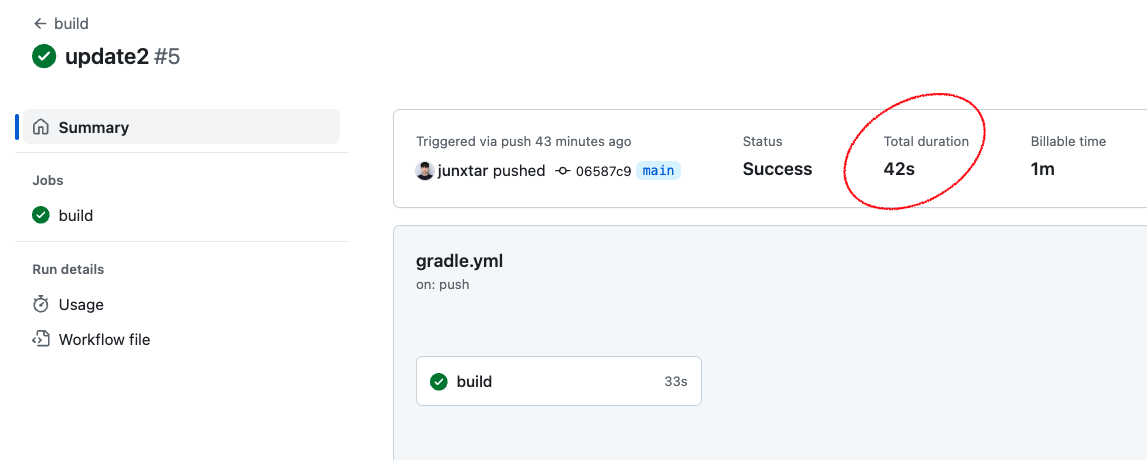 build
update2 #5
Summary
Jobs
build
Run details
Usage
Workflow file
Triggered via push 43 minutes ago
junxtar pushed 06587c9 main
Status
Success
Total duration
42s
Billable time
1m
gradle.yml
on: push
build 33s